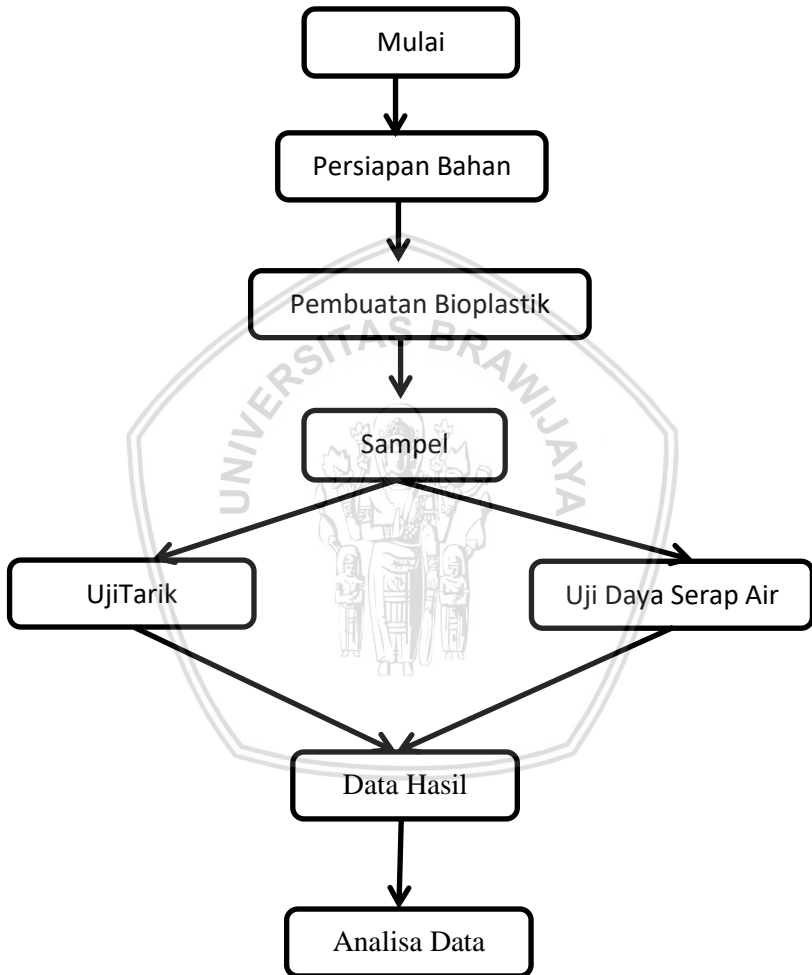 Mulai
Persiapan Bahan
Pembuatan Bioplastik
UNIVERSITAS BRAWIJAYA
Sampel
UjiTarik
Uji Daya Serap Air
Data Hasil
Analisa Data